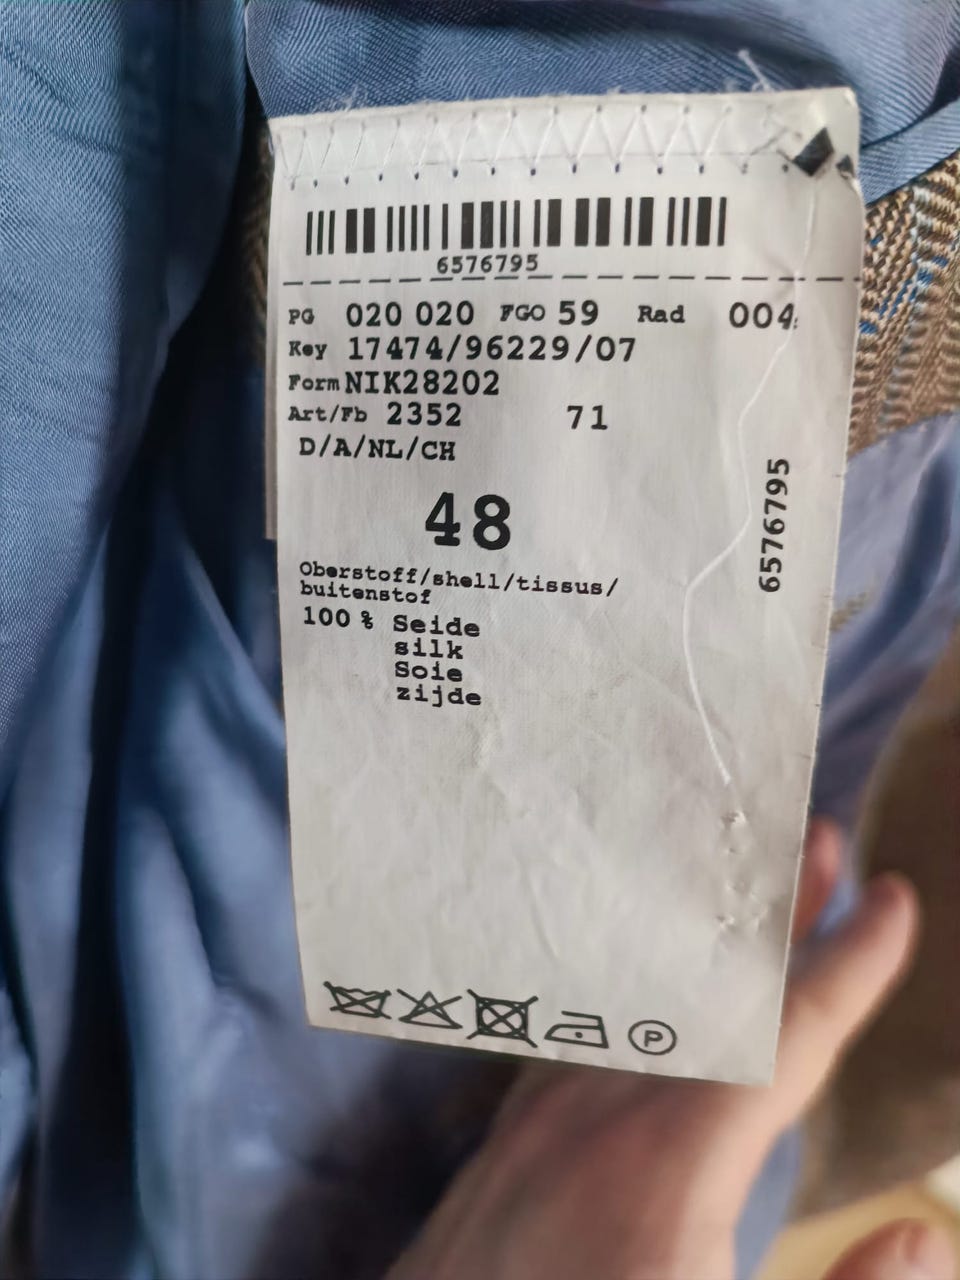 6576795
PG 020 020 FGO 59 Rad 004
Key 17474/96229/07
Form NIK28202
Art/Fb 2352 71
D/A/NL/CH
48
Oberstoff/shell/tissus/
buitenstof
100 % Seide
silk
Soie
zijde
6576795
P